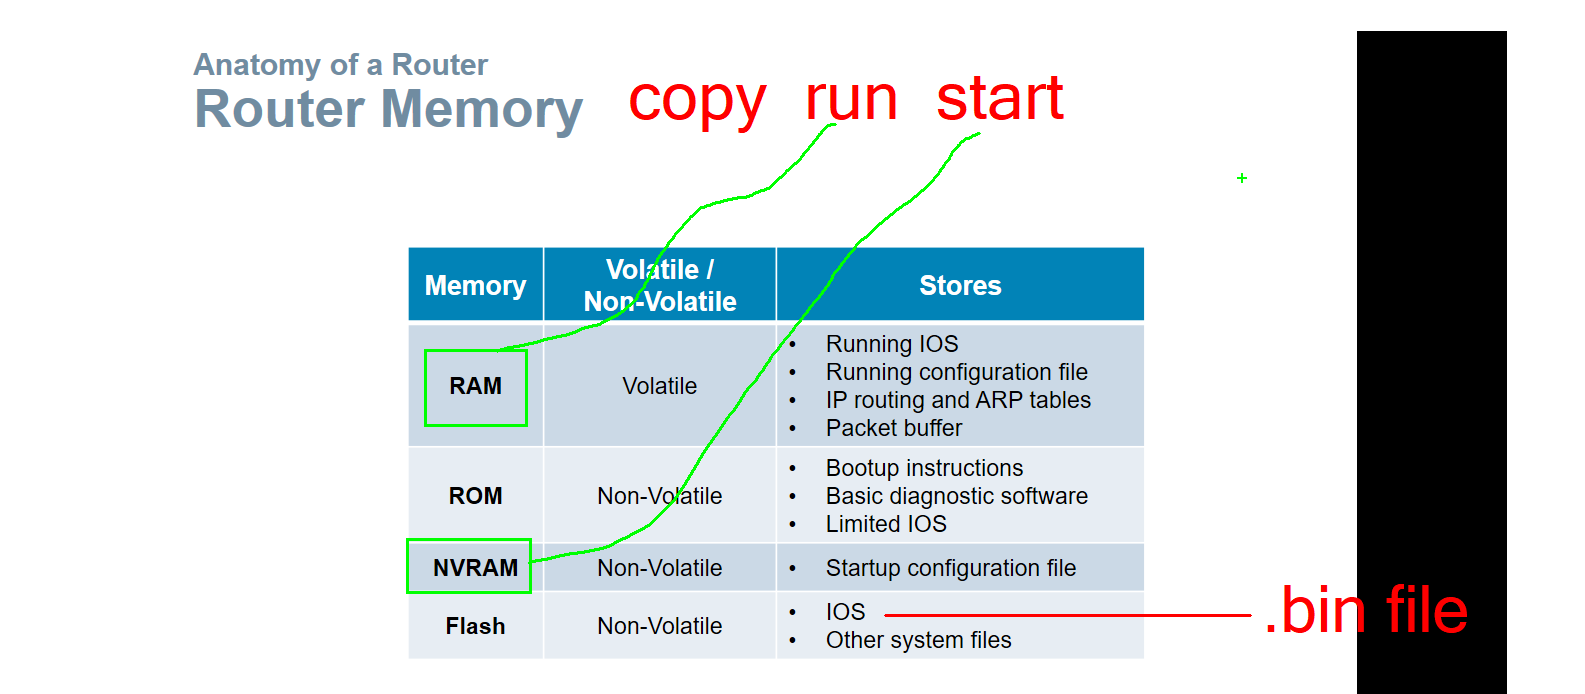 Anatomy of a Router
Router Memory
copy run start
Memory
Volatile /
Non-Volatile
Stores
RAM
Volatile
• Running IOS
• Running configuration file
• IP routing and ARP tables
• Packet buffer
ROM
Non-Volatile
• Bootup instructions
• Basic diagnostic software
• Limited IOS
NVRAM
Non-Volatile
• Startup configuration file
Flash
Non-Volatile
• IOS
• Other system files
.bin file